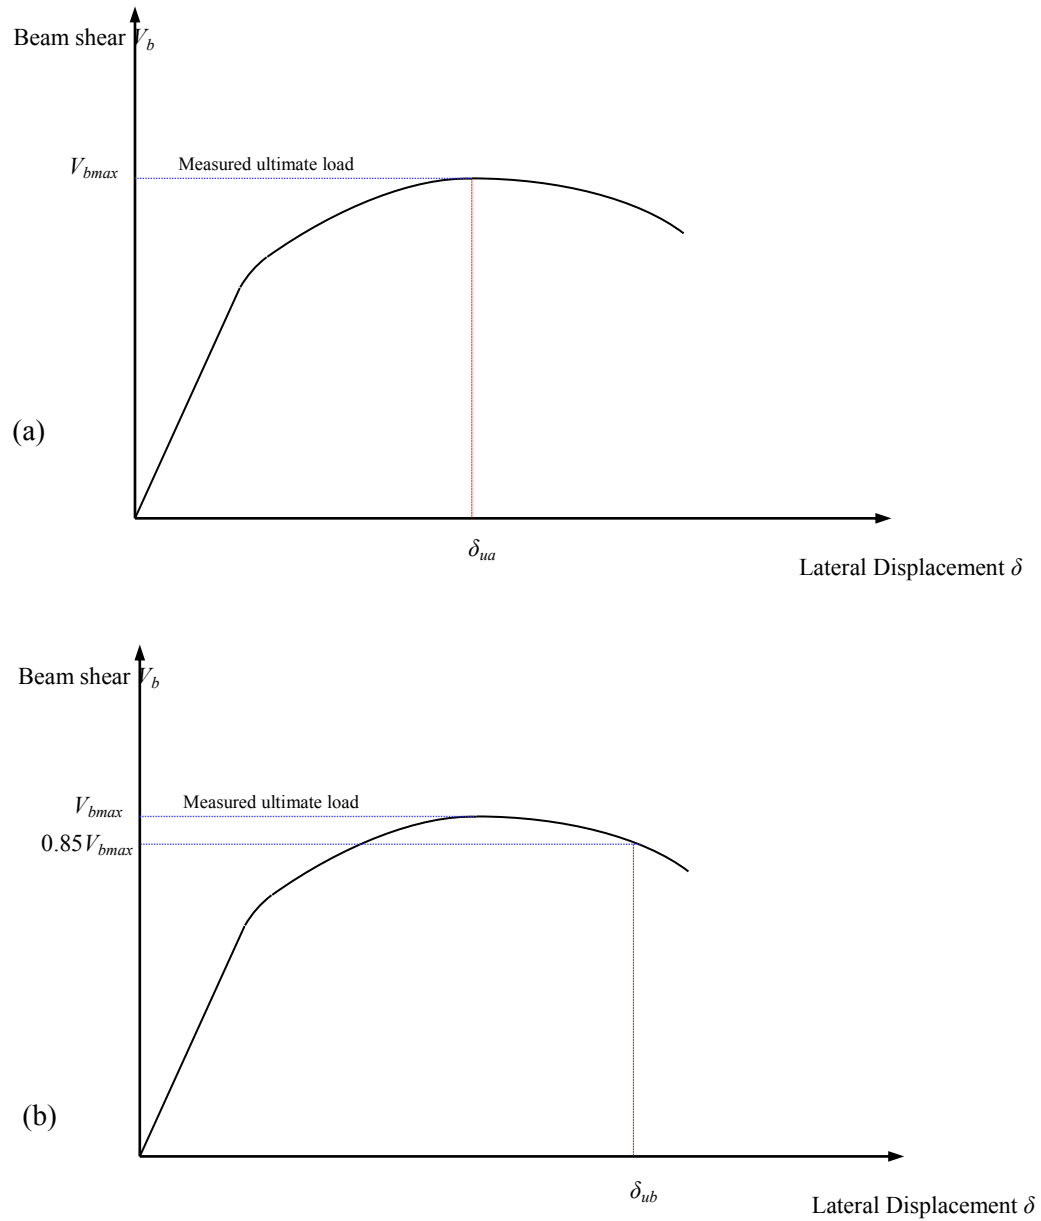 Beam shear V_b
V_bmax
Measured ultimate load
(a)
δ_ua
Lateral Displacement δ
Beam shear V_b
V_bmax
Measured ultimate load
0.85V_bmax
(b)
δ_ub
Lateral Displacement δ